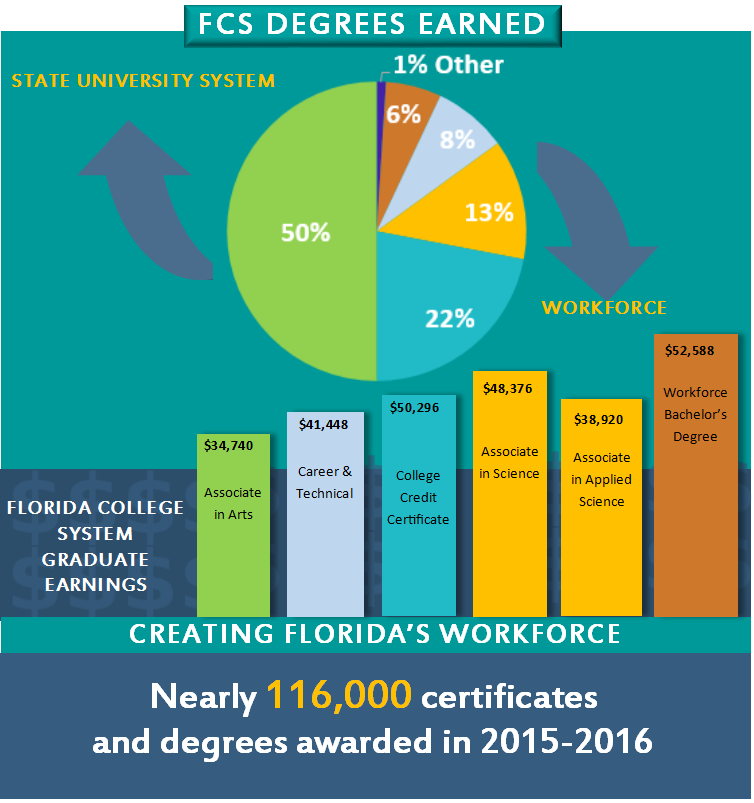 FCS DEGREES EARNED
STATE UNIVERSITY SYSTEM
1% Other
6%
8%
13%
50%
22%
WORKFORCE
$34,740
Associate
in Arts
$41,448
Career &
Technical
$50,296
College
Credit
Certificate
$48,376
Associate
in Science
$38,920
Associate
in Applied
Science
$52,588
Workforce
Bachelor's
Degree
FLORIDA COLLEGE
SYSTEM
GRADUATE
EARNINGS
CREATING FLORIDA'S WORKFORCE
Nearly 116,000 certificates
and degrees awarded in 2015-2016